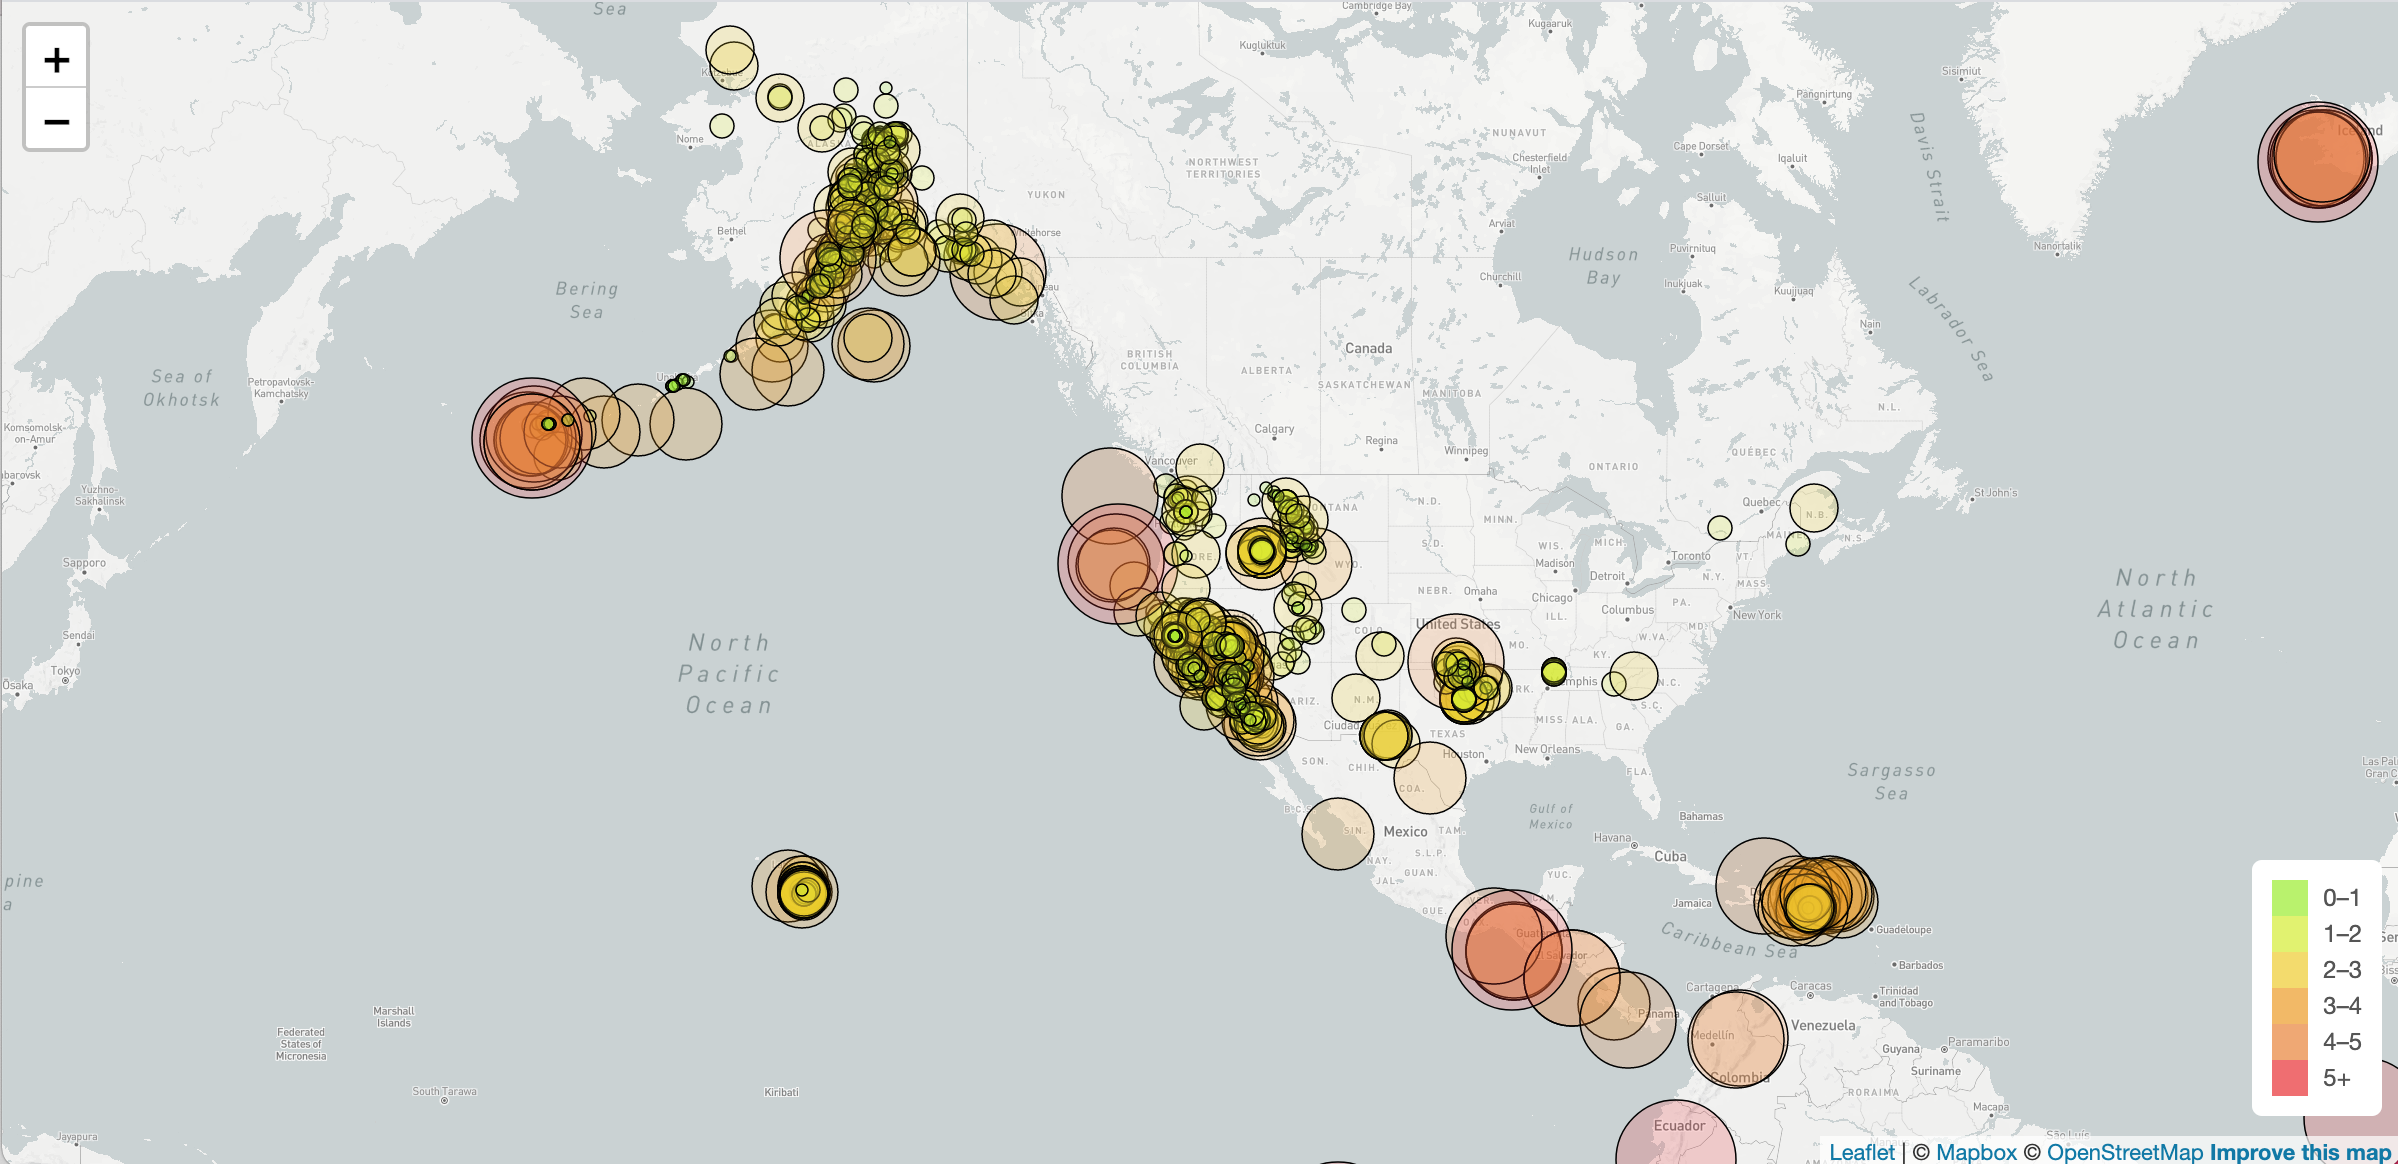 +
−
Sea
Cambridge Bay
Kugaaruk
Kugluktuk
Sisimiut
Pangnirtung
Davis Strait
Iceland
Nome
NUNAVUT
Cape Dorset
Iqaluit
NORTHWEST
TERRITORIES
Chesterfield
Inlet
YUKON
Salluit
Bethel
Whitehorse
Arviat
Hudson
Bay
Puvirnituq
Nanortalik
Bering
Sea
Churchill
Inukjuak
Kuujjuaq
Labrador Sea
Nain
BRITISH
COLUMBIA
Canada
ALBERTA
SASKATCHEWAN
MANITOBA
Sea of
Okhotsk
Petropavlovsk-
Kamchatsky
N.L.
Komsomolsk-
on-Amur
Calgary
Regina
Winnipeg
ONTARIO
QUÉBEC
Vancouver
Yuzhno-
Sakhalinsk
St.John's
Quebec
N.B.
N.S.
N.D.
MINN.
S.D.
WIS.
MICH.
Toronto
VT.
Sapporo
WYO.
Madison
Detroit
N.Y.
MASS.
North
Atlantic
Ocean
NEBR.
Omaha
Chicago
ILL.
Columbus
PA.
New York
United States
MD.
W.VA.
Sendai
North
Pacific
Ocean
COLO.
MO.
KY.
Tokyo
Ōsaka
Memphis
N.C.
ARIZ.
N.M.
S.C.
MISS.
ALA.
GA.
TEXAS
Houston
New Orleans
SON.
CHIH.
FLA.
Sargasso
Sea
COA.
Gulf of
Mexico
Bahamas
SIN.
Mexico
TAM.
Havana
Cuba
NAY.
S.L.P.
GUAN.
JAL.
YUC.
GUE.
Jamaica
Guatemala
El Salvador
Caribbean Sea
Guadeloupe
Barbados
Cartagena
Caracas
Trinidad
and Tobago
Panama
Medellín
Venezuela
Guyana
Paramaribo
Suriname
Colombia
RORAIMA
Macapa
Ecuador
São Luís
Marshall
Islands
Federated
States of
Micronesia
South Tarawa
Kiribati
Jayapura
0–1
1–2
2–3
3–4
4–5
5+
Leaflet | © Mapbox © OpenStreetMap Improve this map